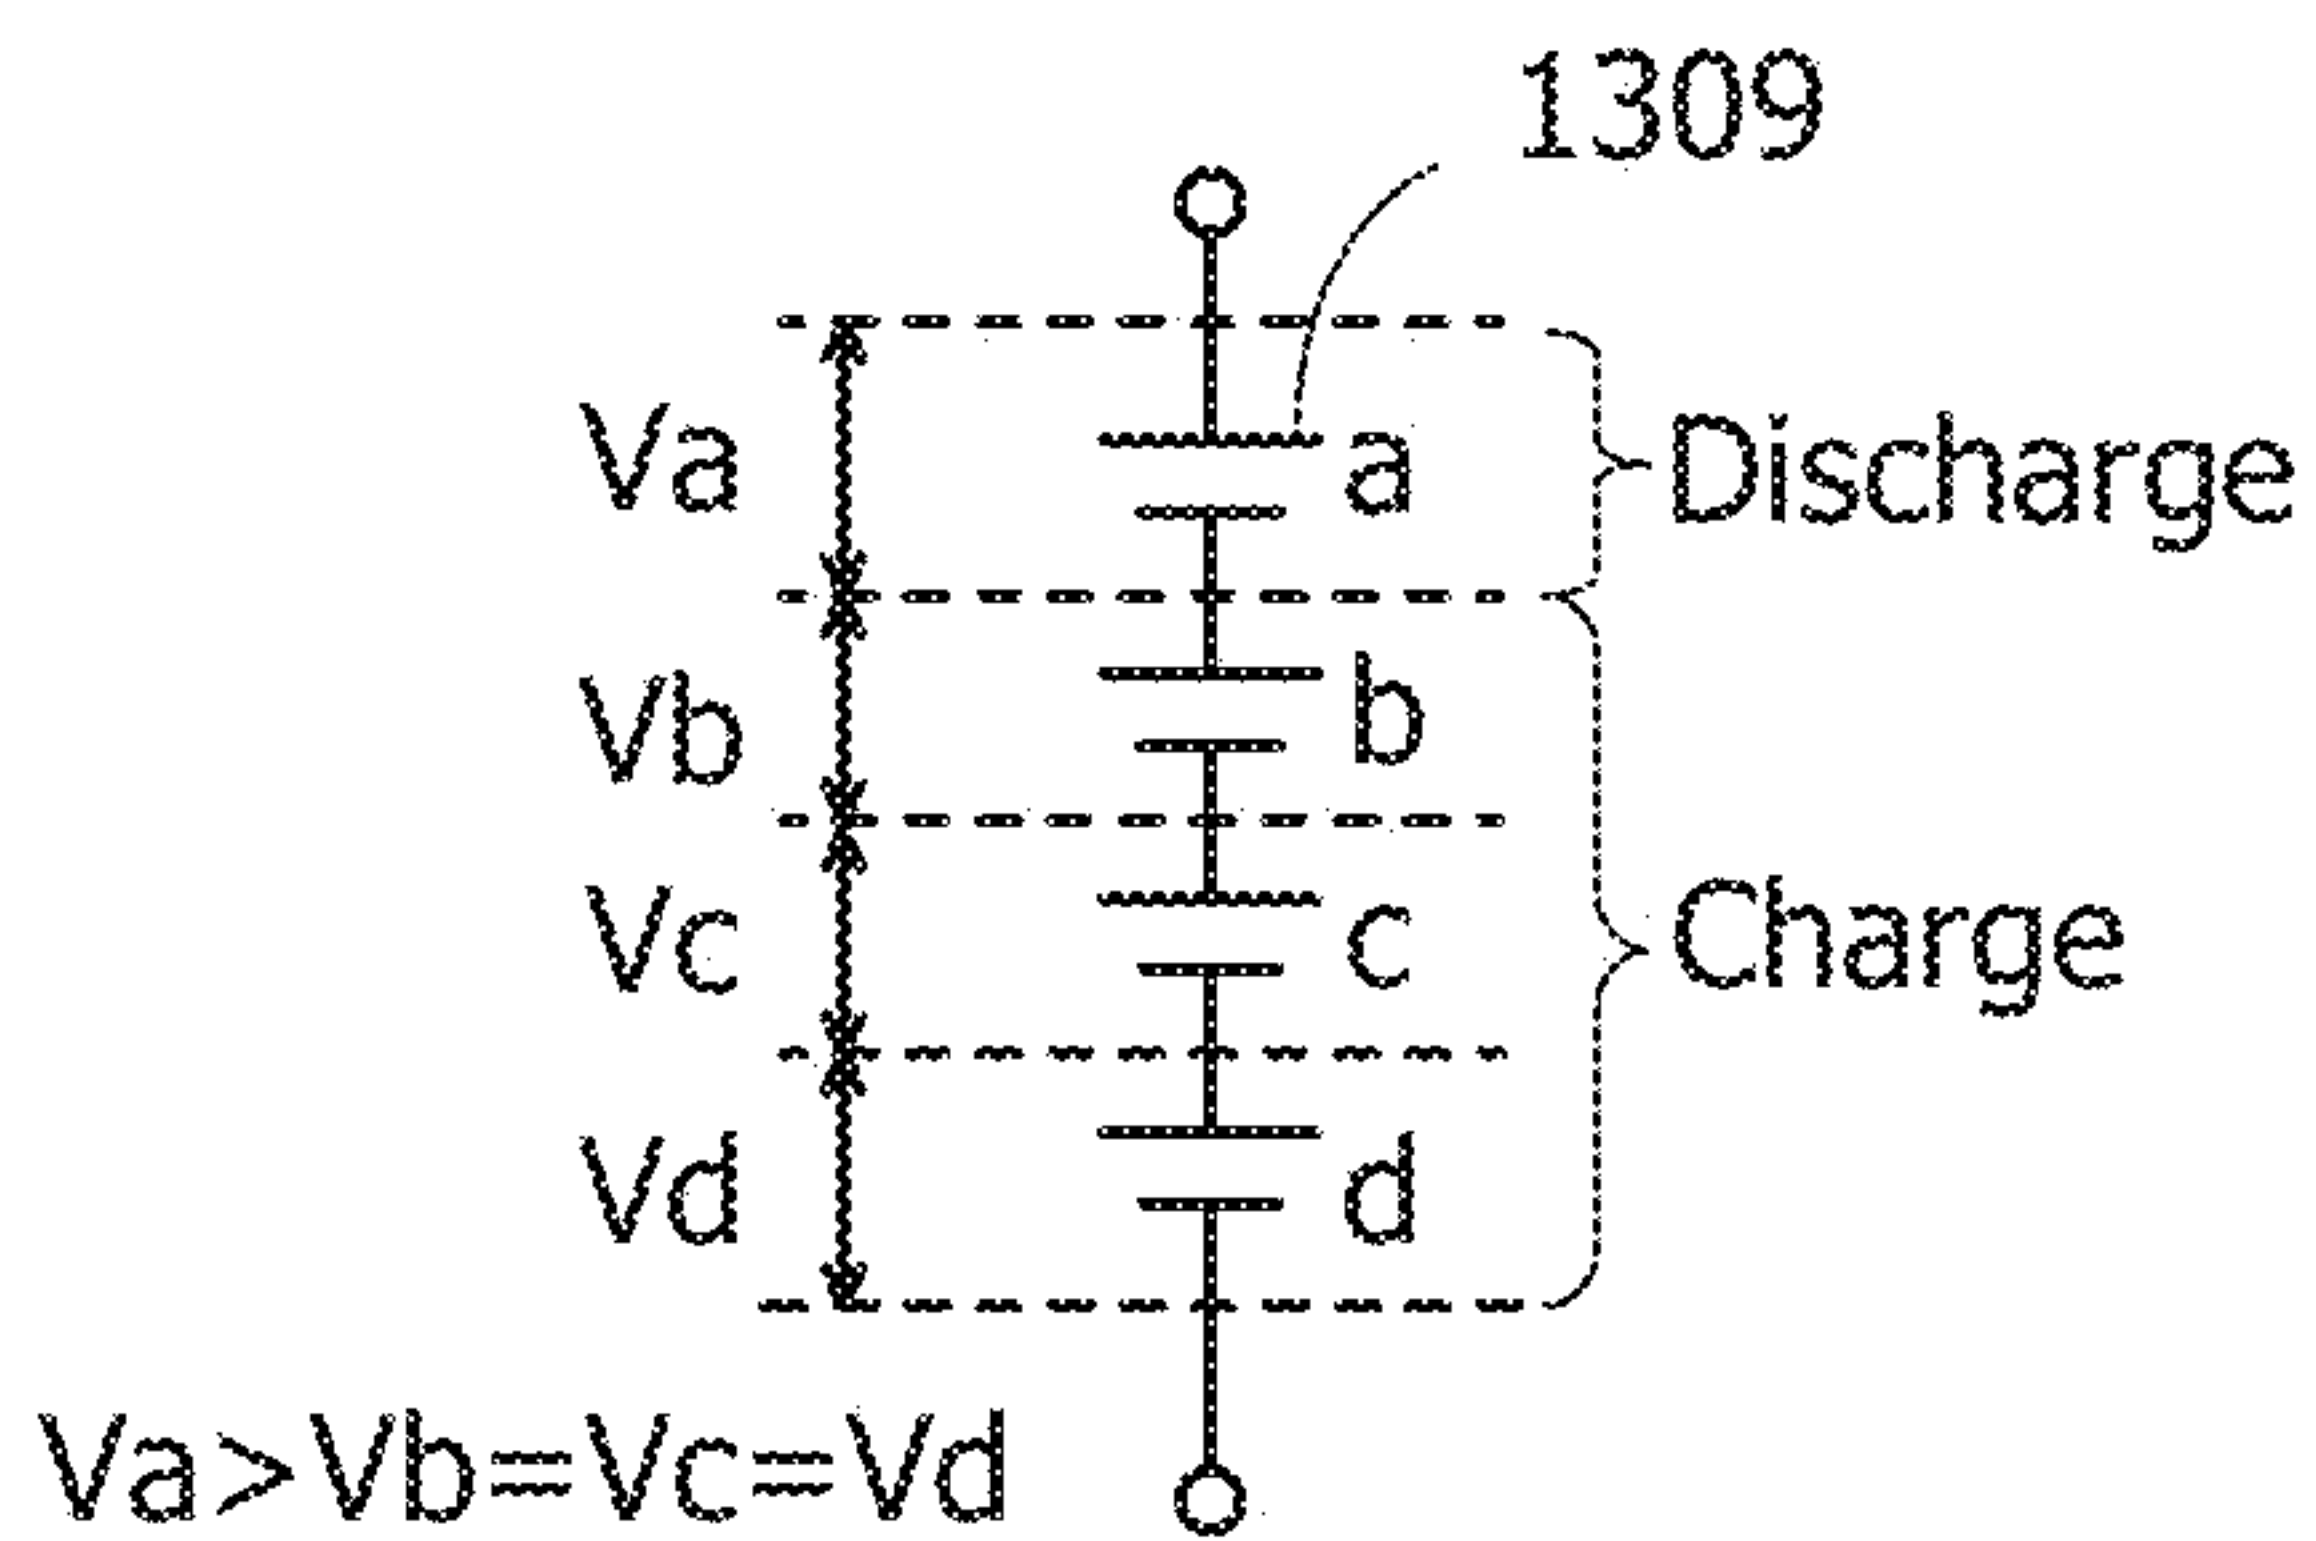 1309
Va
a
Discharge
Vb
b
Vc
c
Charge
Vd
d
Va>Vb=Vc=Vd